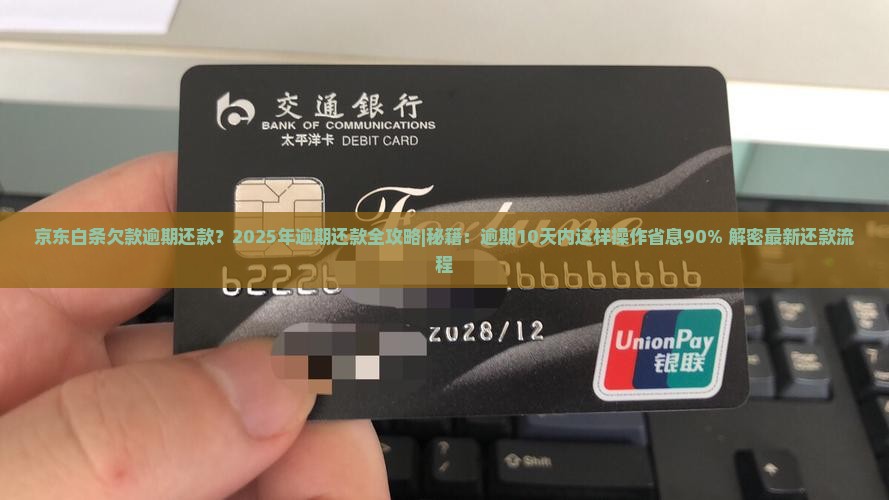 交通銀行
BANK OF COMMUNICATIONS
太平洋卡 DEBIT CARD
Fortune
京东白条欠款逾期还款？2025年逾期还款全攻略|秘籍：逾期10天内这样操作省息90% 解密最新还款流
程
2028/12
UnionPay
银联
Shift